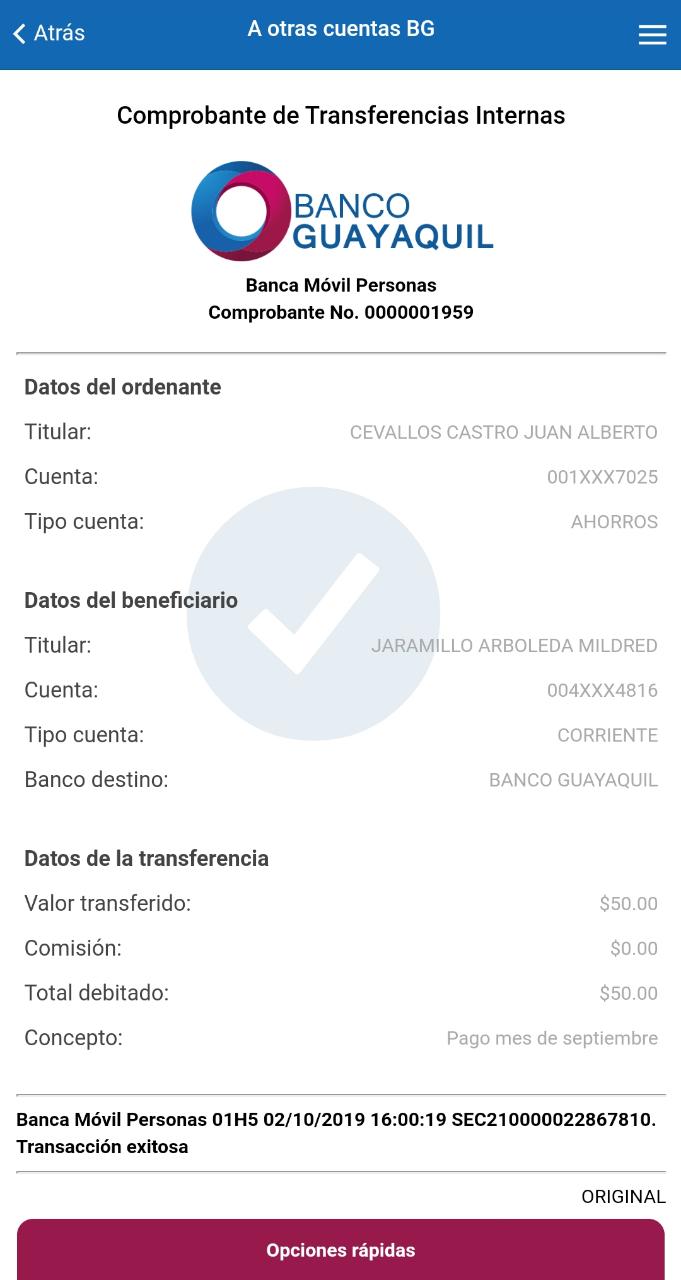 Atrás
A otras cuentas BG
Comprobante de Transferencias Internas
BANCO
GUAYAQUIL
Banca Móvil Personas
Comprobante No. 0000001959
Datos del ordenante
Titular: CEVALLOS CASTRO JUAN ALBERTO
Cuenta: 001XXX7025
Tipo cuenta: AHORROS
Datos del beneficiario
Titular: JARAMILLO ARBOLEDA MILDRED
Cuenta: 004XXX4816
Tipo cuenta: CORRIENTE
Banco destino: BANCO GUAYAQUIL
Datos de la transferencia
Valor transferido: $50.00
Comisión: $0.00
Total debitado: $50.00
Concepto: Pago mes de septiembre
Banca Móvil Personas 01H5 02/10/2019 16:00:19 SEC210000022867810.
Transacción exitosa
ORIGINAL
Opciones rápidas